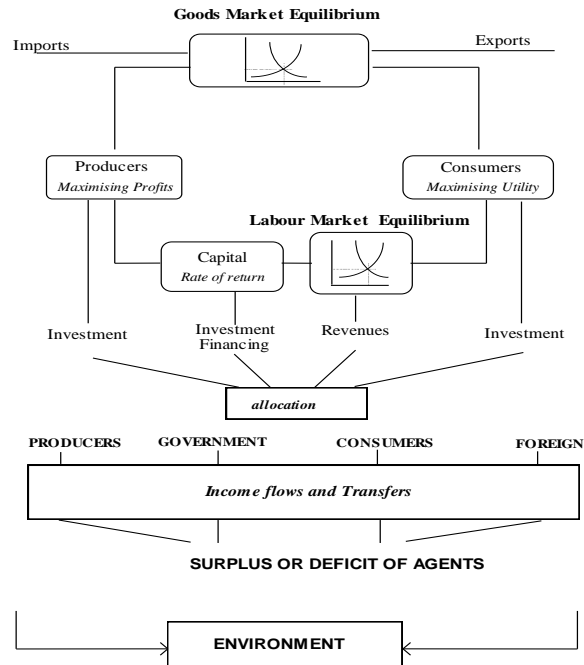 Goods Market Equilibrium
Imports
Exports
Producers
Maximising Profits
Consumers
Maximising Utility
Labour Market Equilibrium
Capital
Rate of return
Investment
Investment
Financing
Revenues
Investment
allocation
PRODUCERS
GOVERNMENT
CONSUMERS
FOREIGN
Income flows and Transfers
SURPLUS OR DEFICIT OF AGENTS
ENVIRONMENT